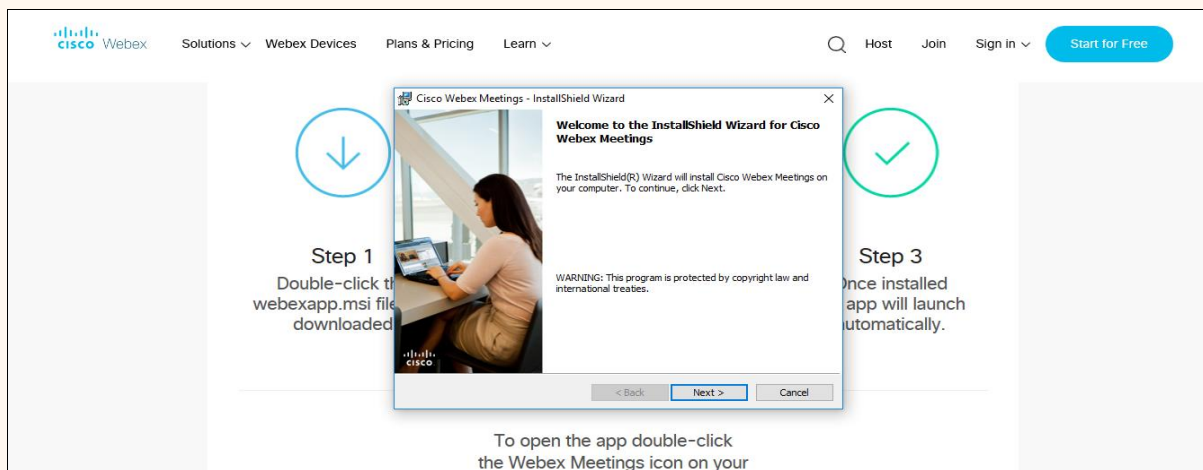 CISCO Webex Solutions Webex Devices Plans & Pricing Learn Host Join Sign in Start for Free
Cisco Webex Meetings - InstallShield Wizard
Welcome to the InstallShield Wizard for Cisco
Webex Meetings
The InstallShield(R) Wizard will install Cisco Webex Meetings on
your computer. To continue, click Next.
WARNING: This program is protected by copyright law and
international treaties.
CISCO
< Back Next > Cancel
Step 1
Double-click
webexapp.msi file
downloaded
Step 3
Once installed
app will launch
automatically.
To open the app double-click
the Webex Meetings icon on your